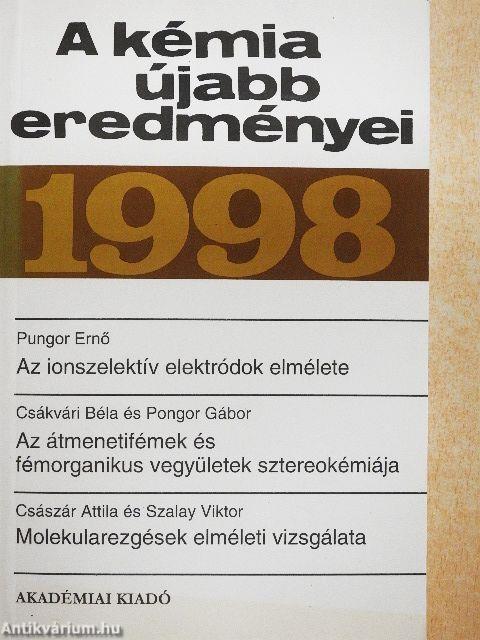 A kémia
újabb
eredményei
1998
Pungor Ernő
Az ionszelektív elektródok elmélete
Csákvári Béla és Pongor Gábor
Az átmenetifémek és
fémorganikus vegyületek sztereokémiája
Császár Attila és Szalay Viktor
Molekularezgések elméleti vizsgálata
AKADÉMIAI KIADÓ
Antikvárium.hu